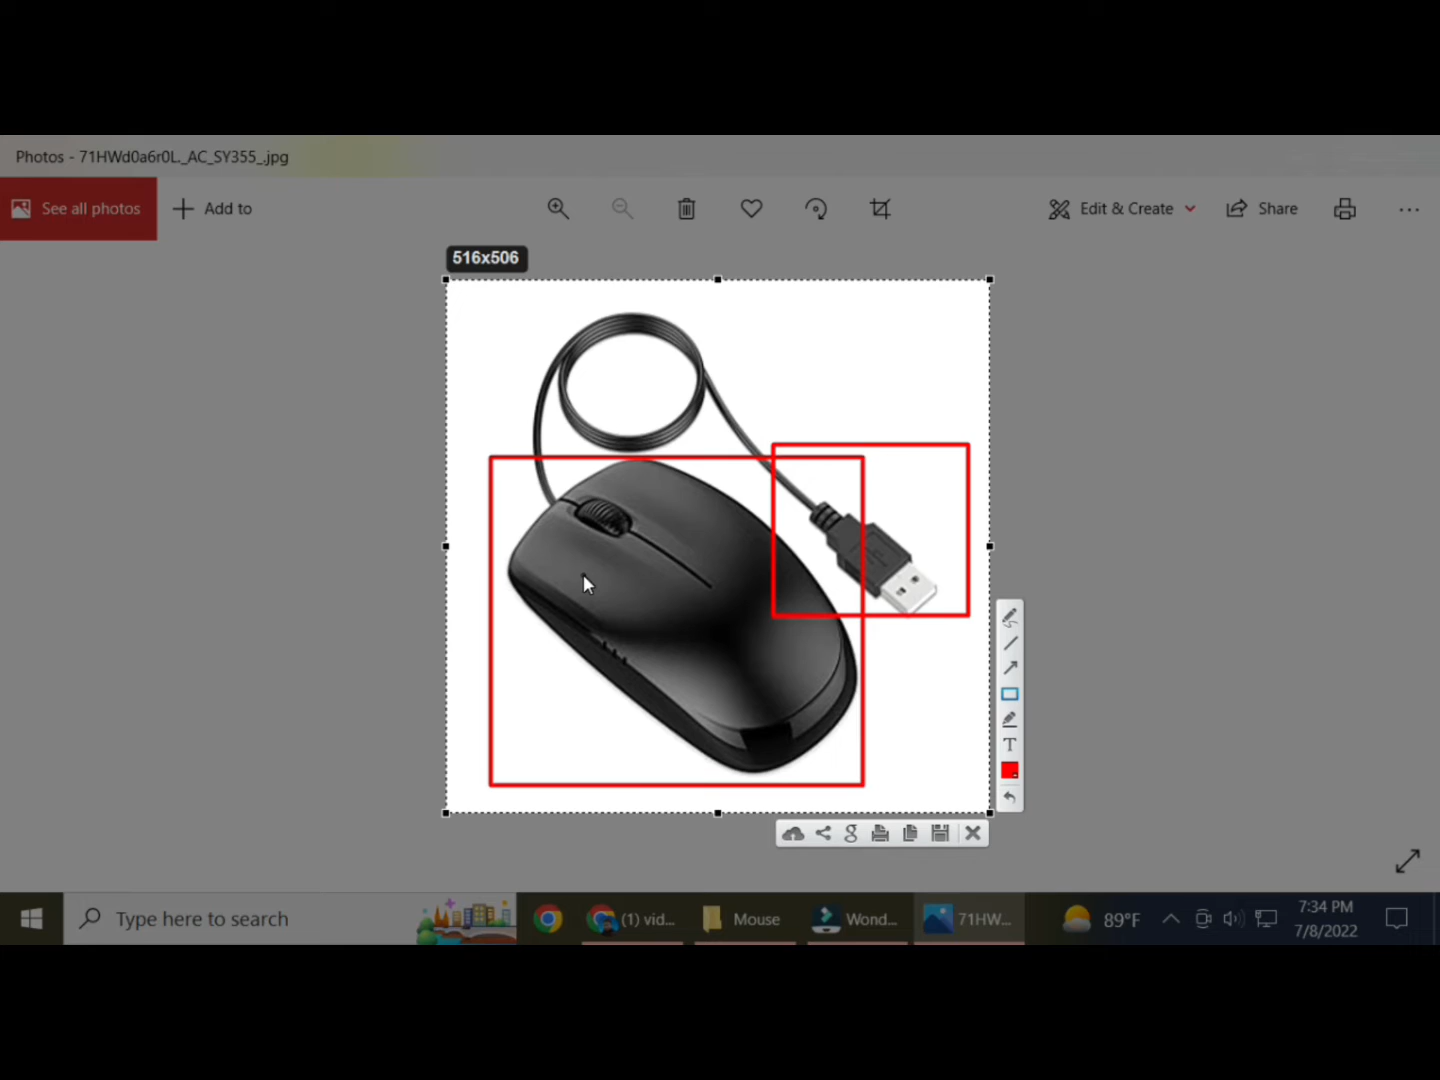 Photos - 71HWd0a6r0L._AC_SY355_.jpg
See all photos
Add to
Edit & Create
Share
516x506
T
g
Type here to search
(1) vid...
Mouse
Wond...
71HW...
89°F
7:34 PM
7/8/2022